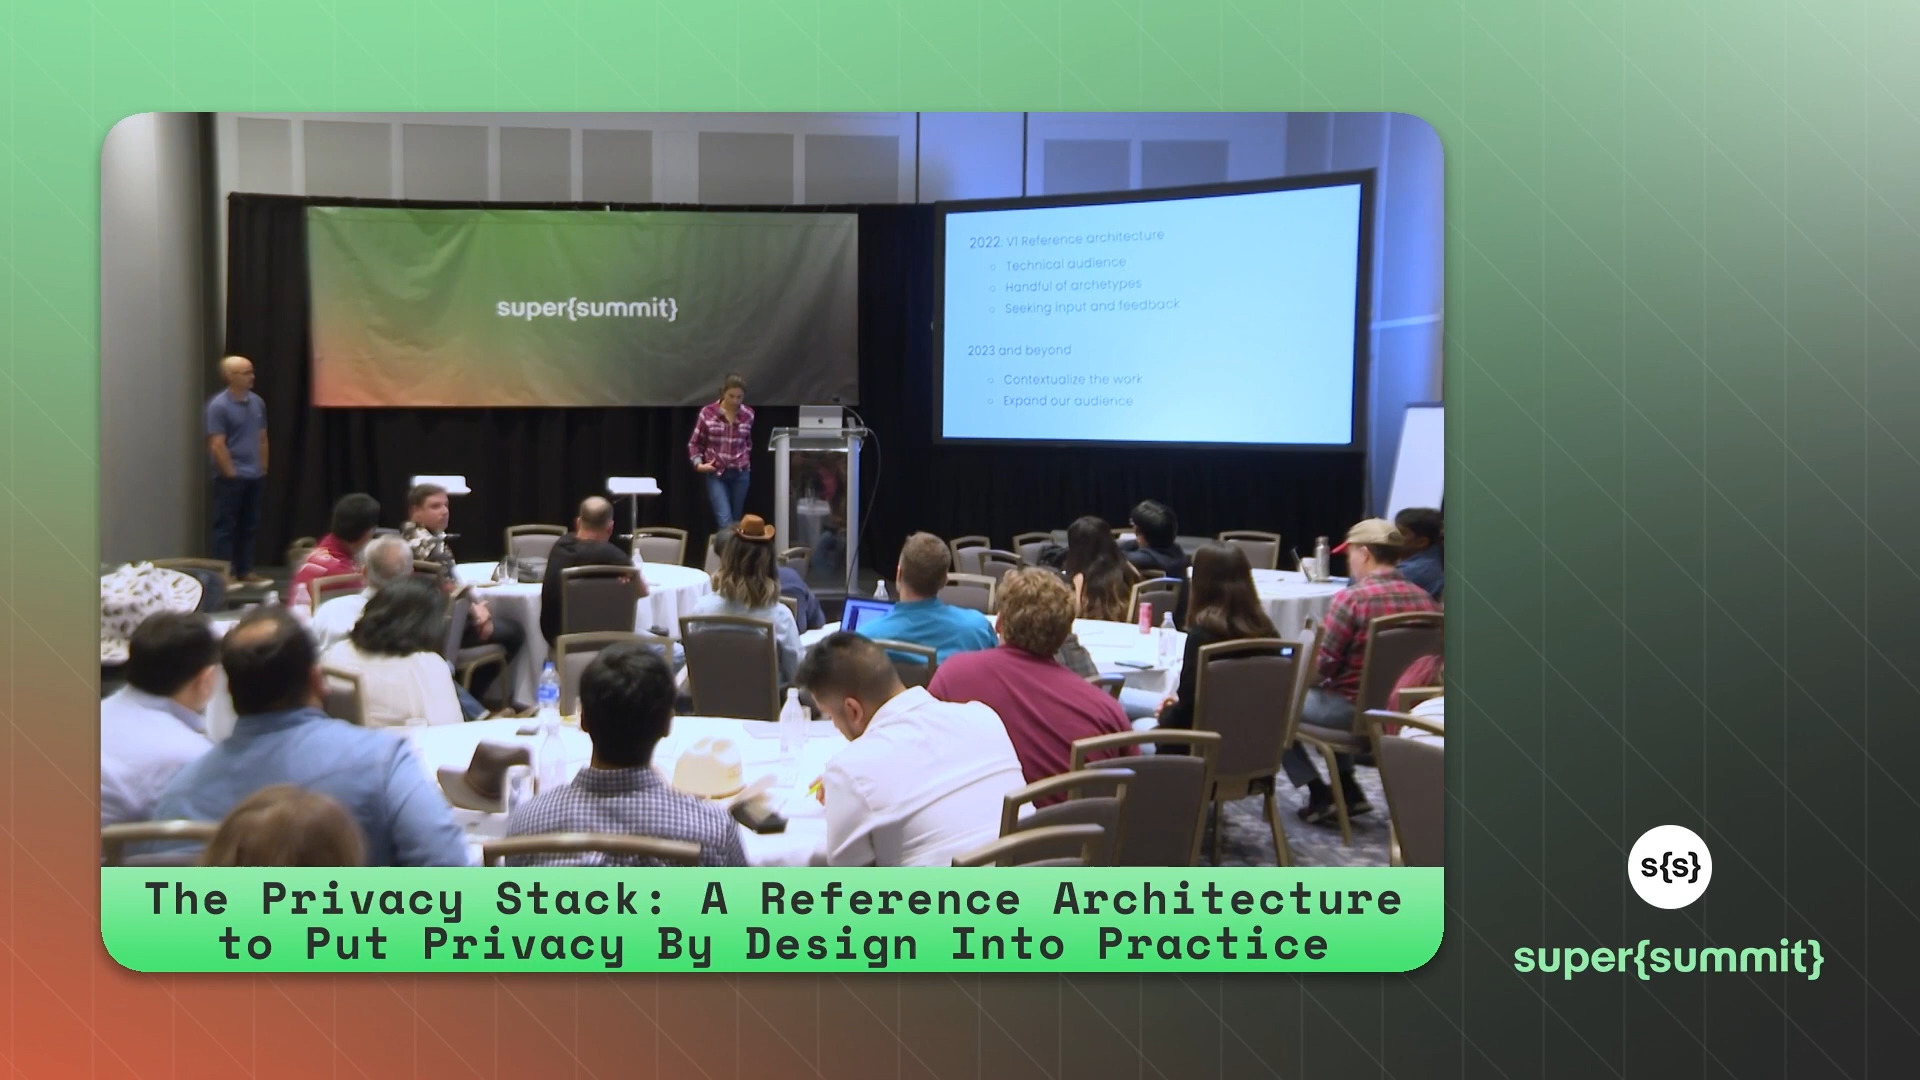 super{summit}
2022: V1 Reference architecture
Technical audience
Handful of archetypes
Seeking input and feedback
2023 and beyond
Contextualize the work
Expand our audience
The Privacy Stack: A Reference Architecture
to Put Privacy By Design Into Practice
s{s}
super{summit}